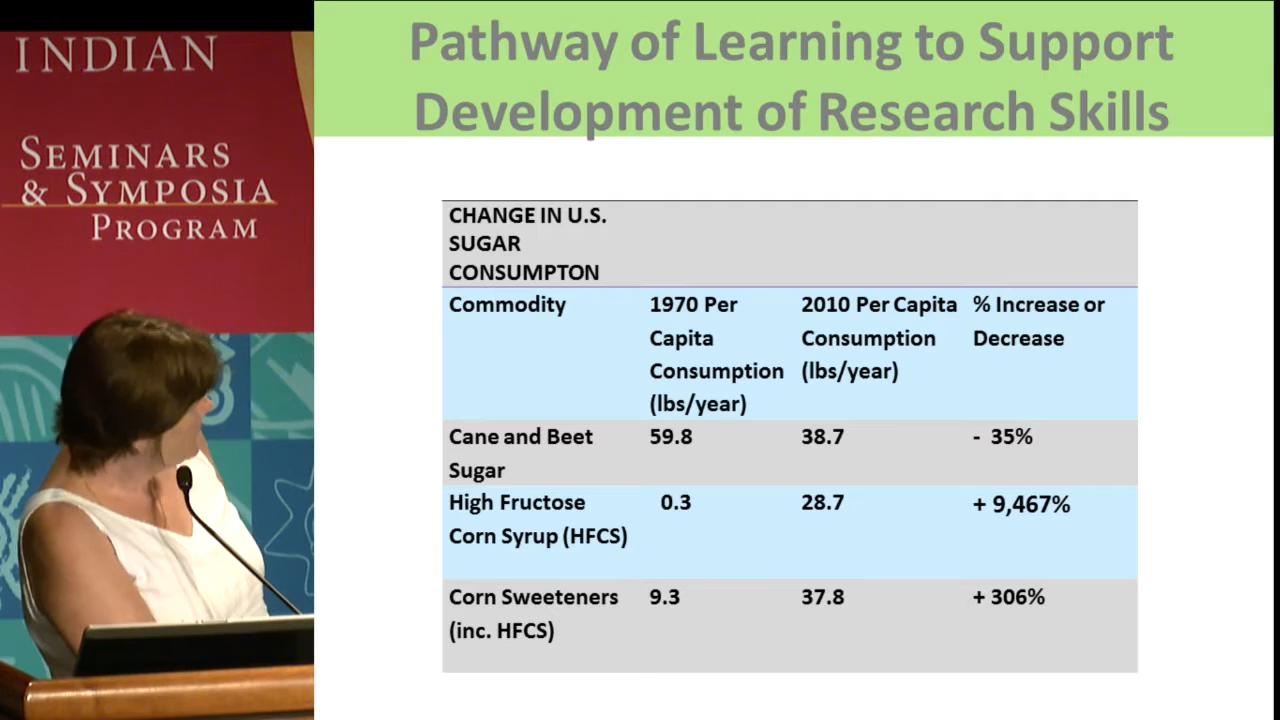 INDIAN
SEMINARS
& SYMPOSIA
PROGRAM
Pathway of Learning to Support
Development of Research Skills
CHANGE IN U.S.
SUGAR
CONSUMPTON
Commodity
1970 Per
Capita
Consumption
(lbs/year)
2010 Per Capita
Consumption
(lbs/year)
% Increase or
Decrease
Cane and Beet
Sugar
59.8
38.7
- 35%
High Fructose
Corn Syrup (HFCS)
0.3
28.7
+ 9,467%
Corn Sweeteners
(inc. HFCS)
9.3
37.8
+ 306%